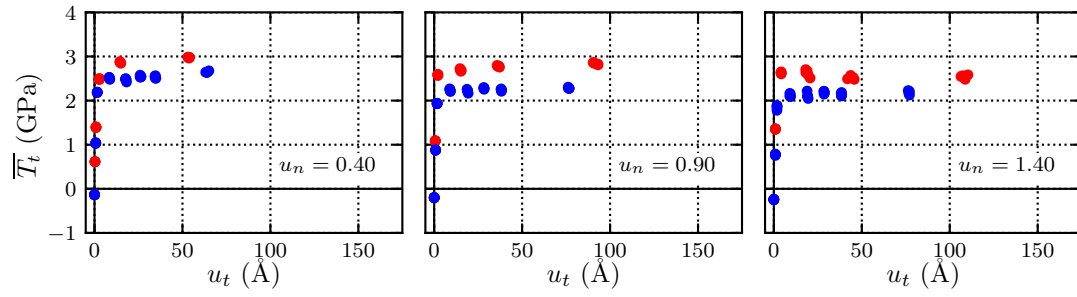 4
3
2
1
0
−1
T̅_t (GPa)
u_n = 0.40
u_n = 0.90
u_n = 1.40
0 50 100 150
0 50 100 150
0 50 100 150
u_t (Å)
u_t (Å)
u_t (Å)